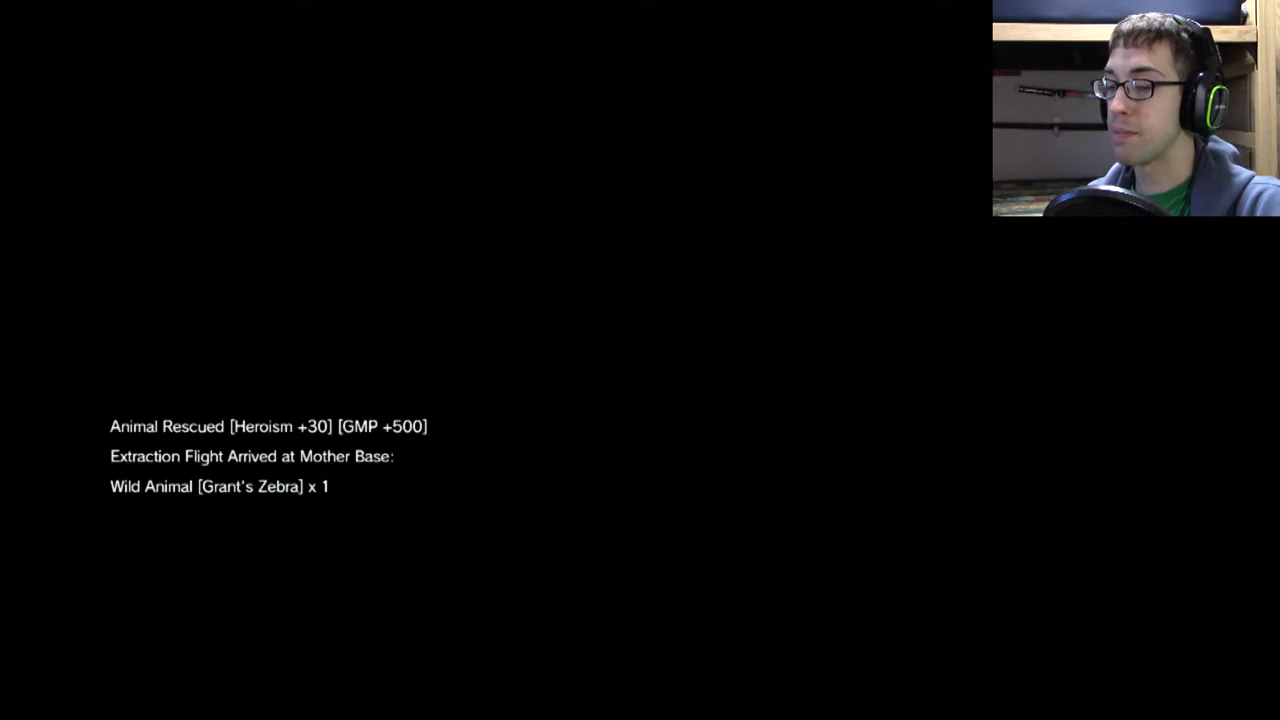 Animal Rescued [Heroism +30] [GMP +500]
Extraction Flight Arrived at Mother Base:
Wild Animal [Grant's Zebra] x 1